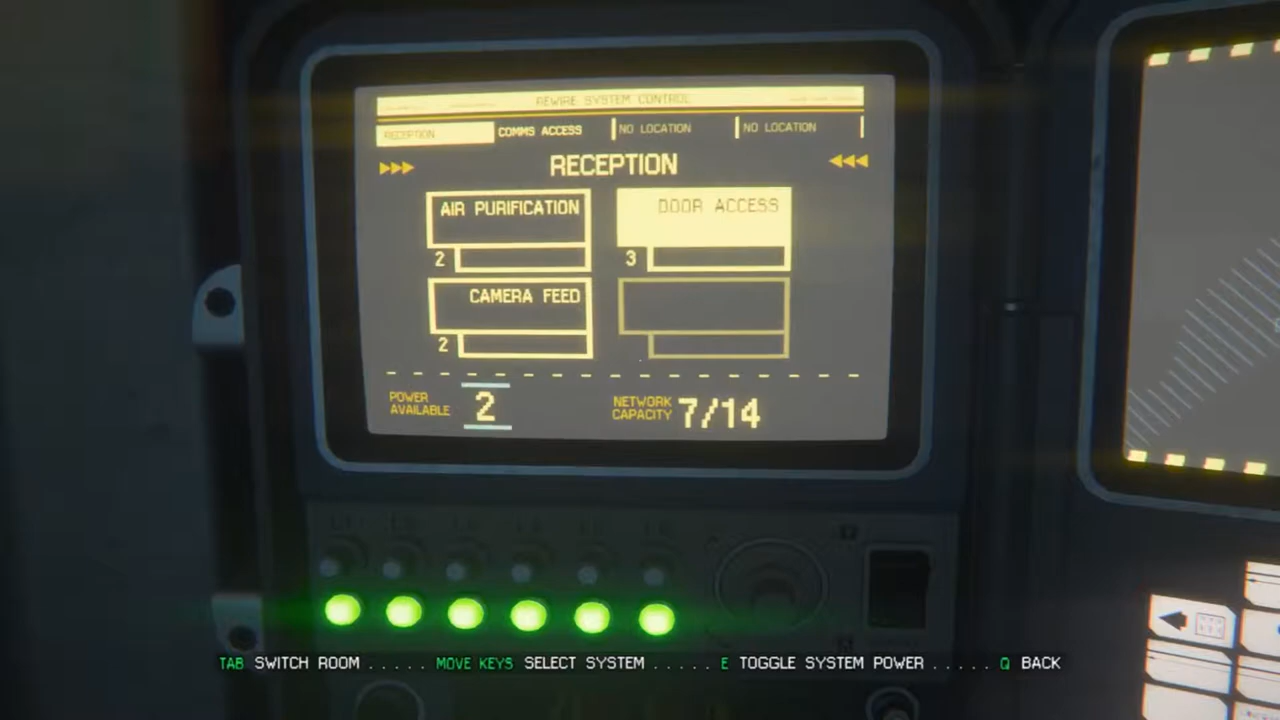 REWIRE SYSTEM CONTROL
RECEPTION COMMS ACCESS NO LOCATION NO LOCATION
RECEPTION
AIR PURIFICATION DOOR ACCESS
2 3
CAMERA FEED
2
POWER AVAILABLE 2 NETWORK CAPACITY 7/14
TAB SWITCH ROOM ..... MOVE KEYS SELECT SYSTEM ..... E TOGGLE SYSTEM POWER ..... Q BACK